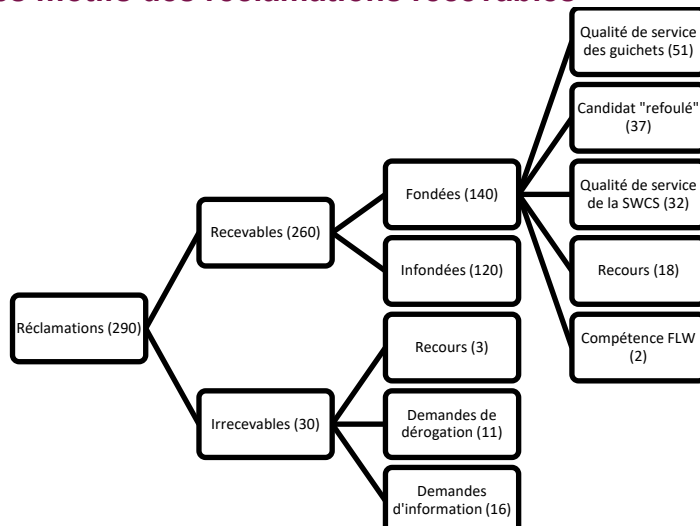 Qualité de service
des guichets (51)
Candidat "refoulé"
(37)
Fondées (140)
Qualité de service
de la SWCS (32)
Recevables (260)
Infondées (120)
Recours (18)
Réclamations (290)
Recours (3)
Compétence FLW
(2)
Irrecevables (30)
Demandes de
dérogation (11)
Demandes
d'information (16)